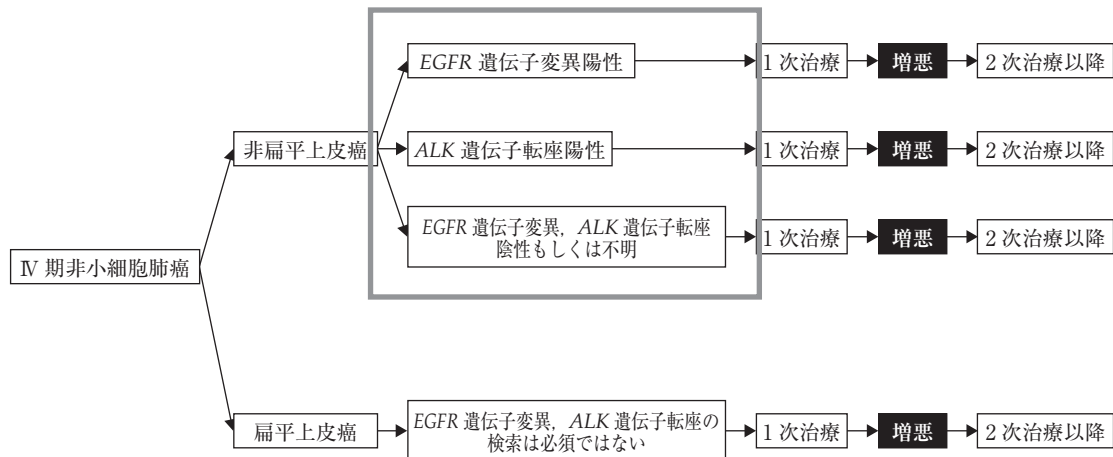 EGFR 遺伝子変異陽性
1 次治療
増悪
2 次治療以降
非扁平上皮癌
ALK 遺伝子転座陽性
1 次治療
増悪
2 次治療以降
EGFR 遺伝子変異,ALK 遺伝子転座
陰性もしくは不明
1 次治療
増悪
2 次治療以降
Ⅳ 期非小細胞肺癌
扁平上皮癌
EGFR 遺伝子変異,ALK 遺伝子転座の
検索は必須ではない
1 次治療
増悪
2 次治療以降